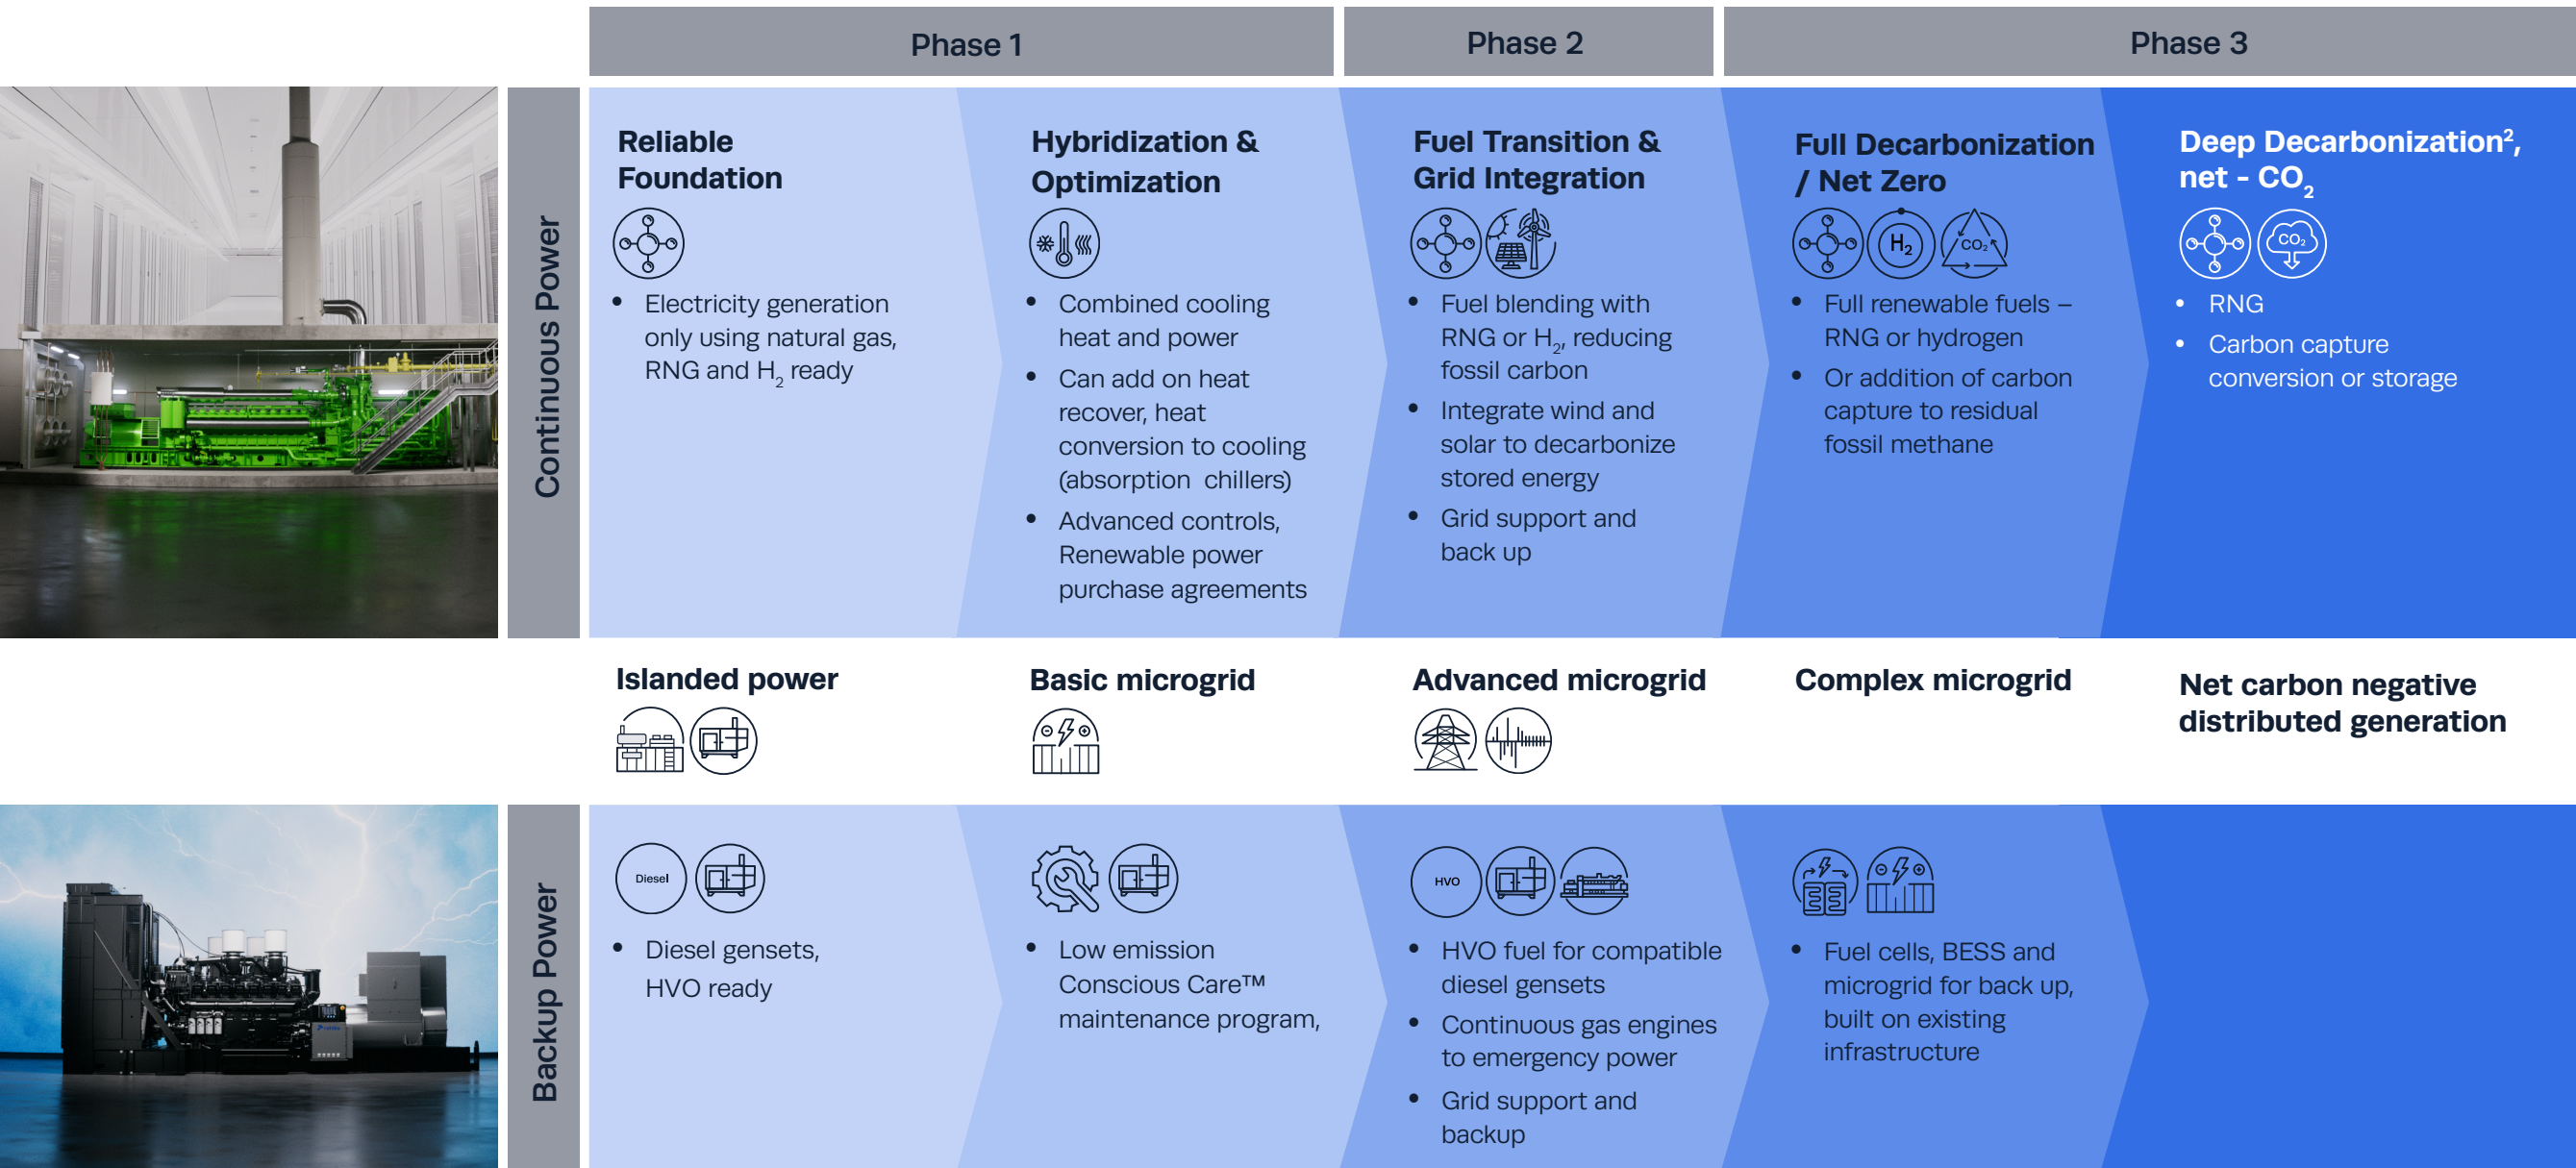 Phase 1
Phase 2
Phase 3
Continuous Power
Reliable
Foundation
Electricity generation
only using natural gas,
RNG and H₂ ready
Hybridization &
Optimization
Combined cooling
heat and power
Can add on heat
recover, heat
conversion to cooling
(absorption chillers)
Advanced controls,
Renewable power
purchase agreements
Fuel Transition &
Grid Integration
Fuel blending with
RNG or H₂, reducing
fossil carbon
Integrate wind and
solar to decarbonize
stored energy
Grid support and
back up
Full Decarbonization
/ Net Zero
H₂
CO₂
Full renewable fuels –
RNG or hydrogen
Or addition of carbon
capture to residual
fossil methane
Deep Decarbonization²,
net - CO₂
CO₂
RNG
Carbon capture
conversion or storage
Islanded power
Basic microgrid
Advanced microgrid
Complex microgrid
Net carbon negative
distributed generation
Backup Power
Diesel
Diesel gensets,
HVO ready
Low emission
Conscious Care™
maintenance program,
HVO
HVO fuel for compatible
diesel gensets
Continuous gas engines
to emergency power
Grid support and
backup
Fuel cells, BESS and
microgrid for back up,
built on existing
infrastructure